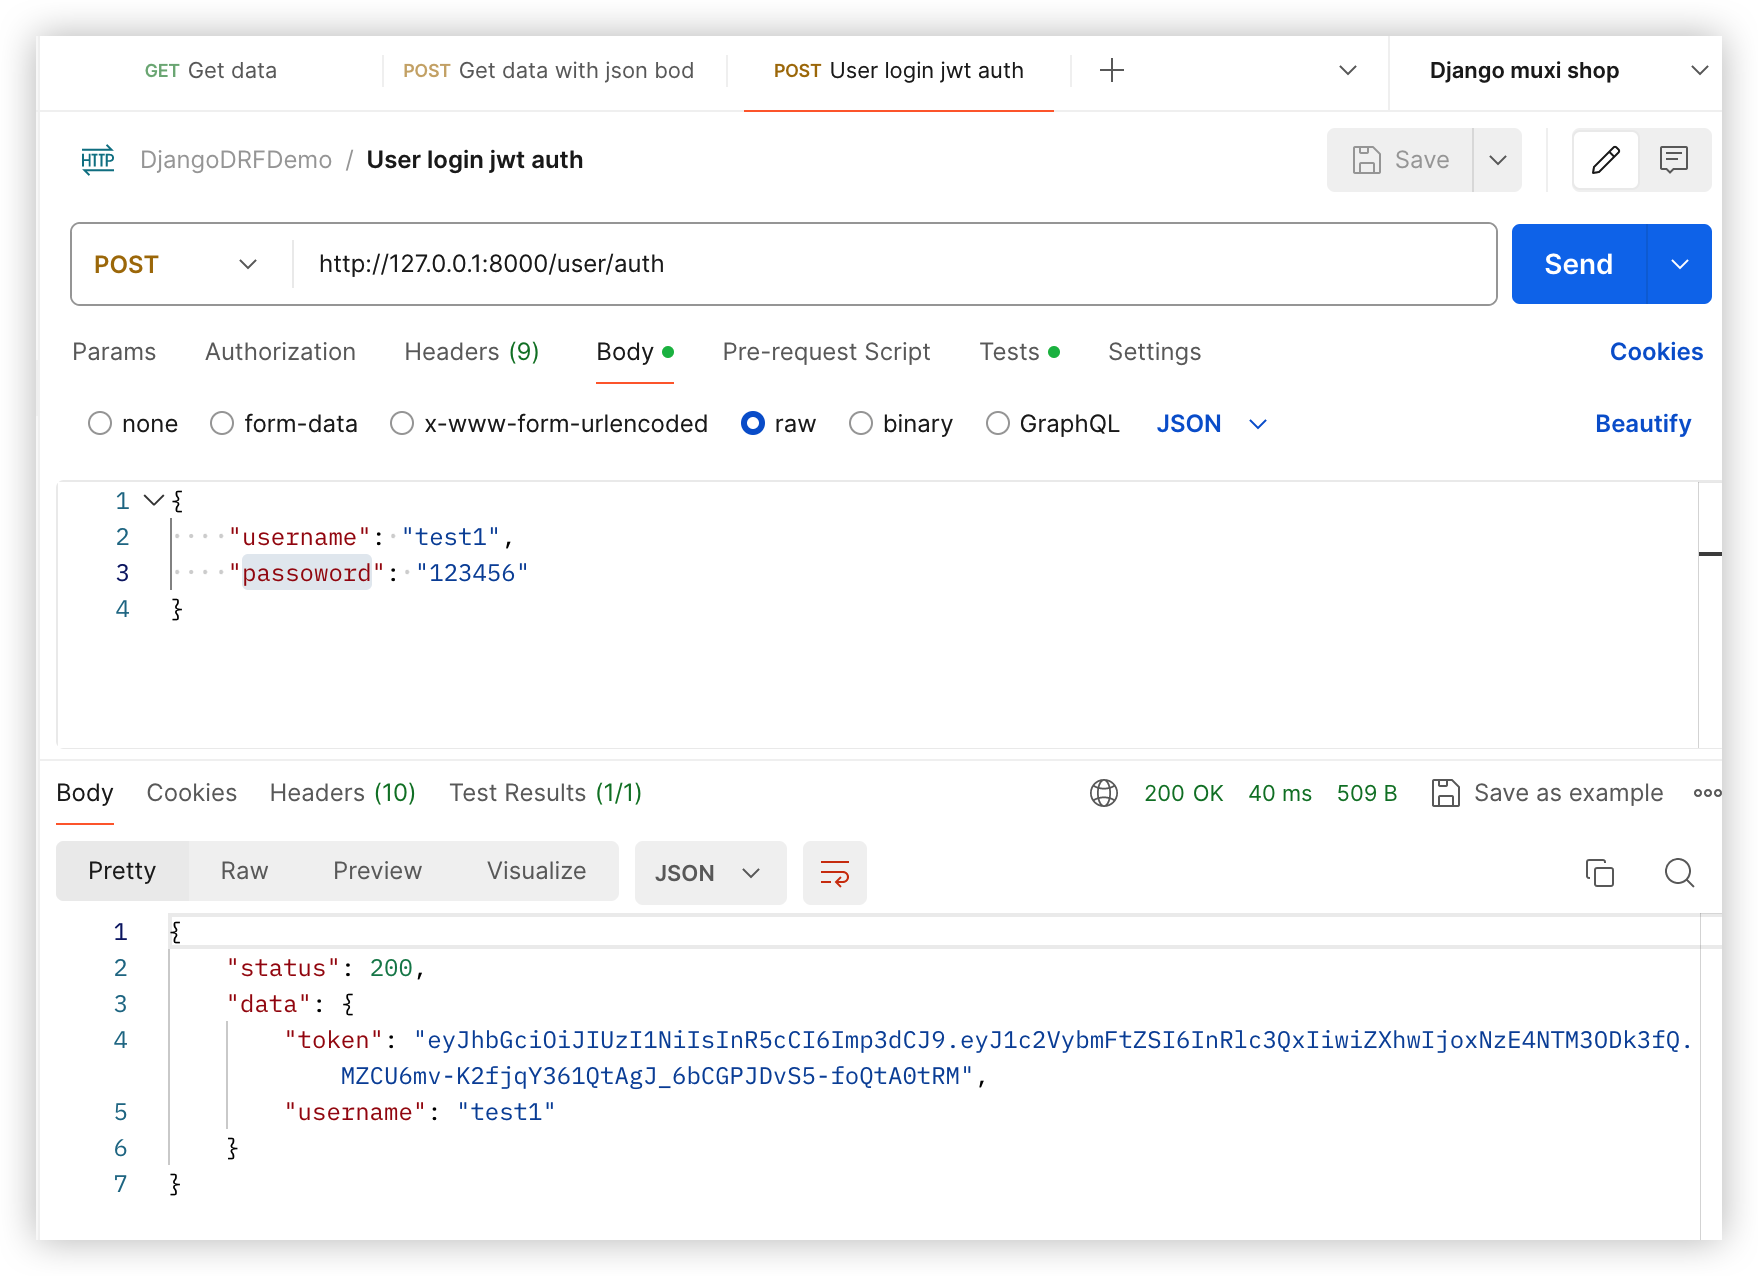 GET Get data POST Get data with json bod POST User login jwt auth Django muxi shop
HTTP DjangoDRFDemo / User login jwt auth Save
POST http://127.0.0.1:8000/user/auth Send
Params Authorization Headers (9) Body Pre-request Script Tests Settings Cookies
none form-data x-www-form-urlencoded raw binary GraphQL JSON Beautify
1 {
2 "username": "test1",
3 "passoword": "123456"
4 }
Body Cookies Headers (10) Test Results (1/1) 200 OK 40 ms 509 B Save as example
Pretty Raw Preview Visualize JSON
1 {
2 "status": 200,
3 "data": {
4 "token": "eyJhbGciOiJIUzI1NiIsInR5cCI6Imp3dCJ9.eyJ1c2VybmFtZSI6InRlc3QxIiwiZXhwIjoxNzE4NTM3ODk3fQ.
MZCU6mv-K2fjqY361QtAgJ_6bCGPJDvS5-foQtA0tRM",
5 "username": "test1"
6 }
7 }